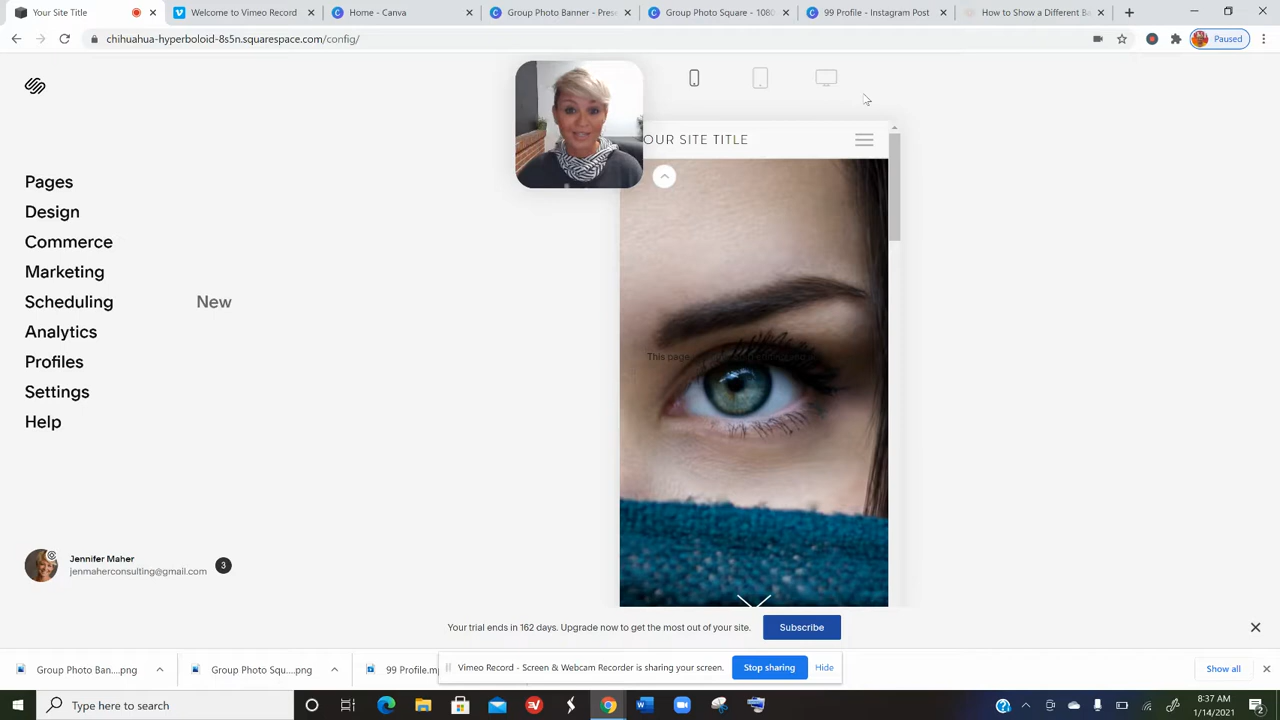 Your Site Title
Welcome to Vimeo Record
Home - Canva
Group Photo Banner - Pres
Group Photo Square - 1080
99 Profile - Instagram Post
How to Show a Different Ba
chihuahua-hyperboloid-8s5n.squarespace.com/config/
Paused
OUR SITE TITLE
Pages
Design
Commerce
Marketing
Scheduling New
Analytics
Profiles
Settings
Help
This page
Jennifer Maher
jenmaherconsulting@gmail.com
3
Your trial ends in 162 days. Upgrade now to get the most out of your site.
Subscribe
Group Photo Ban....png
Group Photo Squ....png
99 Profile.m
Vimeo Record - Screen & Webcam Recorder is sharing your screen.
Stop sharing
Hide
Show all
Type here to search
8:37 AM
1/14/2021
2